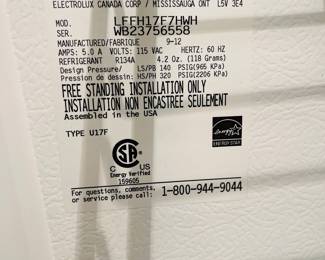 ELECTROLUX CANADA CORP / MISSISSAUGA ONT L5V 3E4
MOD. LFFH17F7HWH
SER. WB23756558
MANUFACTURED/FABRIQUE 9-12
AMPS: 5.0 A VOLTS: 115 VAC HERTZ: 60 HZ
REFRIGERANT R134A 4.2 Oz. (118 Grams)
Design Pressure/ LS/PB 140 PSIG(965 KPa)
Pression de design: HS/PH 320 PSI(2206 KPa)
FREE STANDING INSTALLATION ONLY
INSTALLATION NON ENCASTREE SEULEMENT
Assembled in the USA
TYPE U17F
CSA
C US
Energy Verified
159605
energy
ENERGY STAR
For questions, comments,
or service please call: 1-800-944-9044